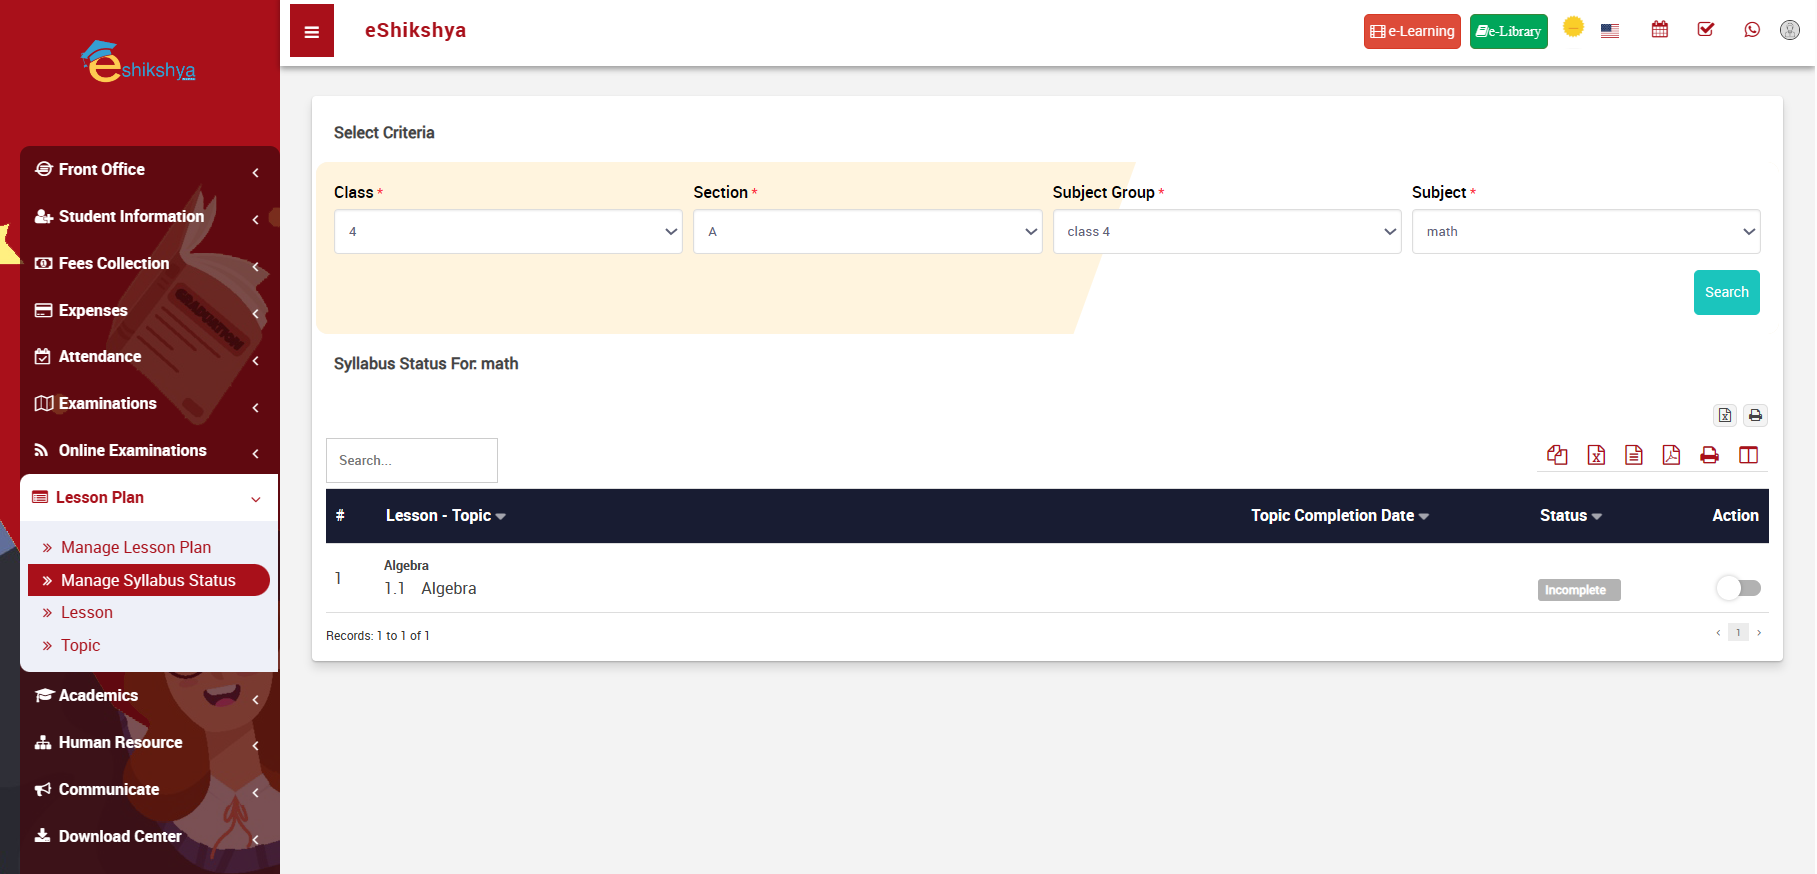 eshikshya
eShikshya
e-Learning
e-Library
Front Office
Student Information
Fees Collection
Expenses
Attendance
Examinations
Online Examinations
Lesson Plan
Manage Lesson Plan
Manage Syllabus Status
Lesson
Topic
Academics
Human Resource
Communicate
Download Center
GRADUATION
Select Criteria
Class * Section * Subject Group * Subject *
4 A class 4 math
Search
Syllabus Status For: math
Search...
# Lesson - Topic Topic Completion Date Status Action
Algebra
1 1.1 Algebra Incomplete
Records: 1 to 1 of 1
‹ 1 ›